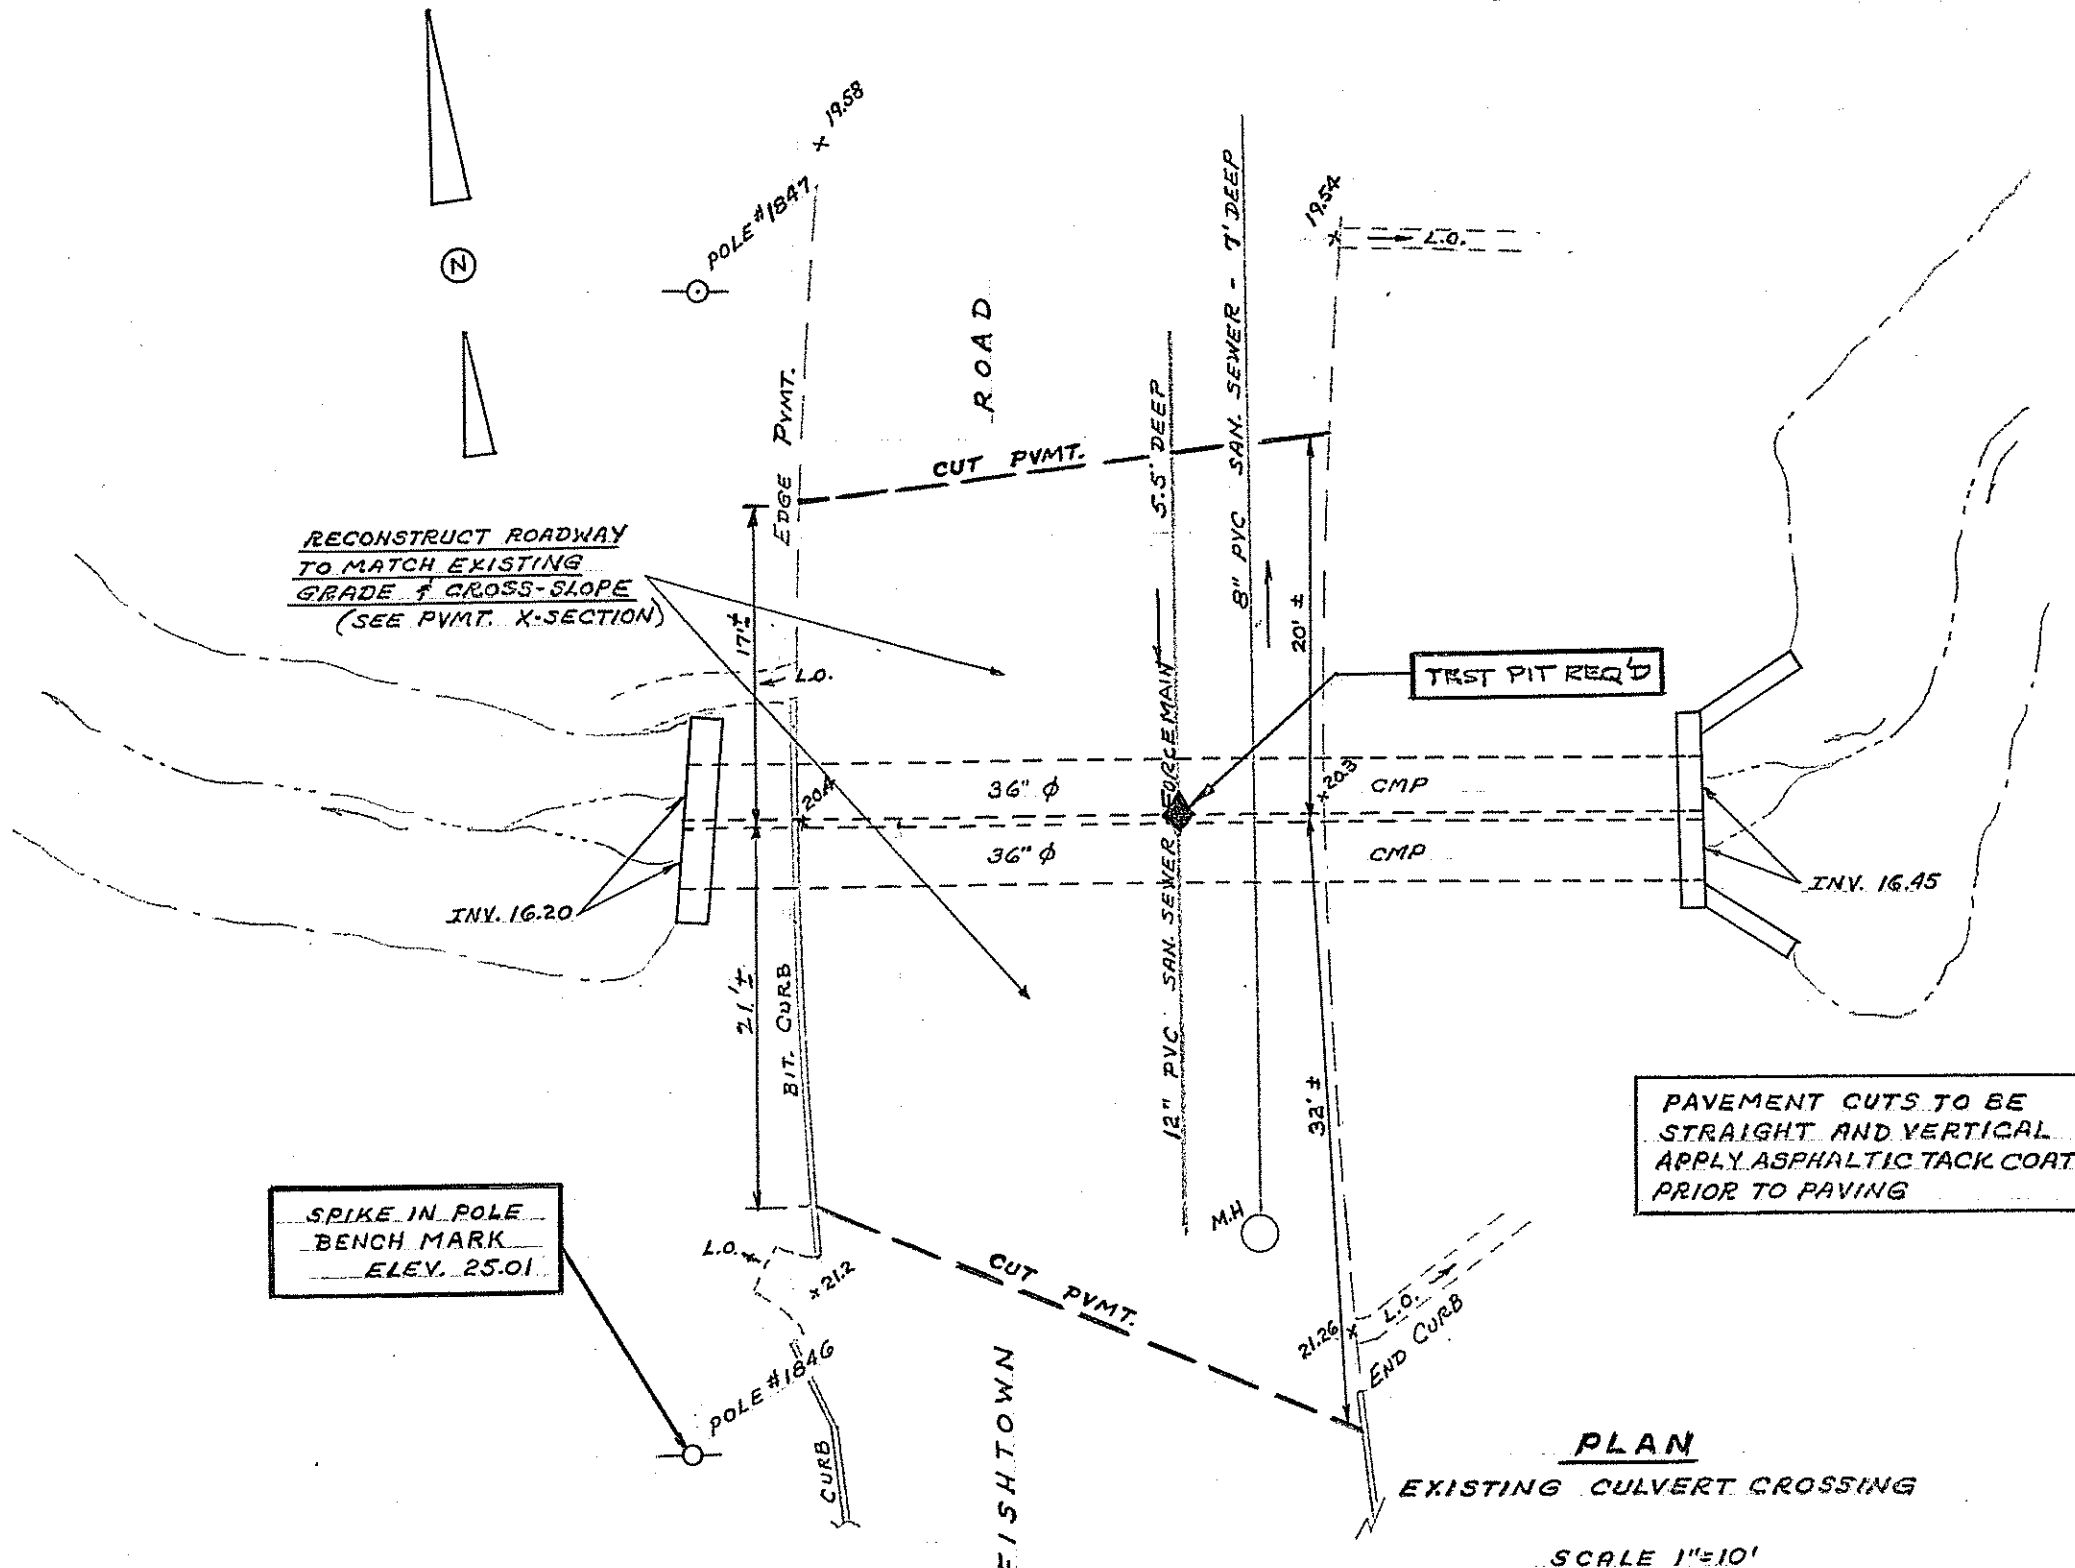 19.58
POLE #1847
N
ROAD
EDGE PVMT.
CUT PVMT.
5.5' DEEP
8" PVC SAN. SEWER - 7' DEEP
19.54
L.O.
RECONSTRUCT ROADWAY
TO MATCH EXISTING
GRADE & CROSS-SLOPE
(SEE PVMT. X-SECTION)
17'±
L.O.
20'±
TEST PIT REQ'D
12" PVC SAN. SEWER FORCEMAIN
20.4
36" ϕ
20.3
CMP
36" ϕ
CMP
INV. 16.20
INV. 16.45
21'±
BIT. CURB
32'±
PAVEMENT CUTS TO BE
STRAIGHT AND VERTICAL
APPLY ASPHALTIC TACK COAT
PRIOR TO PAVING
SPIKE IN POLE
BENCH MARK
ELEV. 25.01
L.O.
21.2
M.H
CUT PVMT.
21.26
L.O.
END CURB
POLE #1846
CURB
FISHTOWN
PLAN
EXISTING CULVERT CROSSING
SCALE 1"=10'